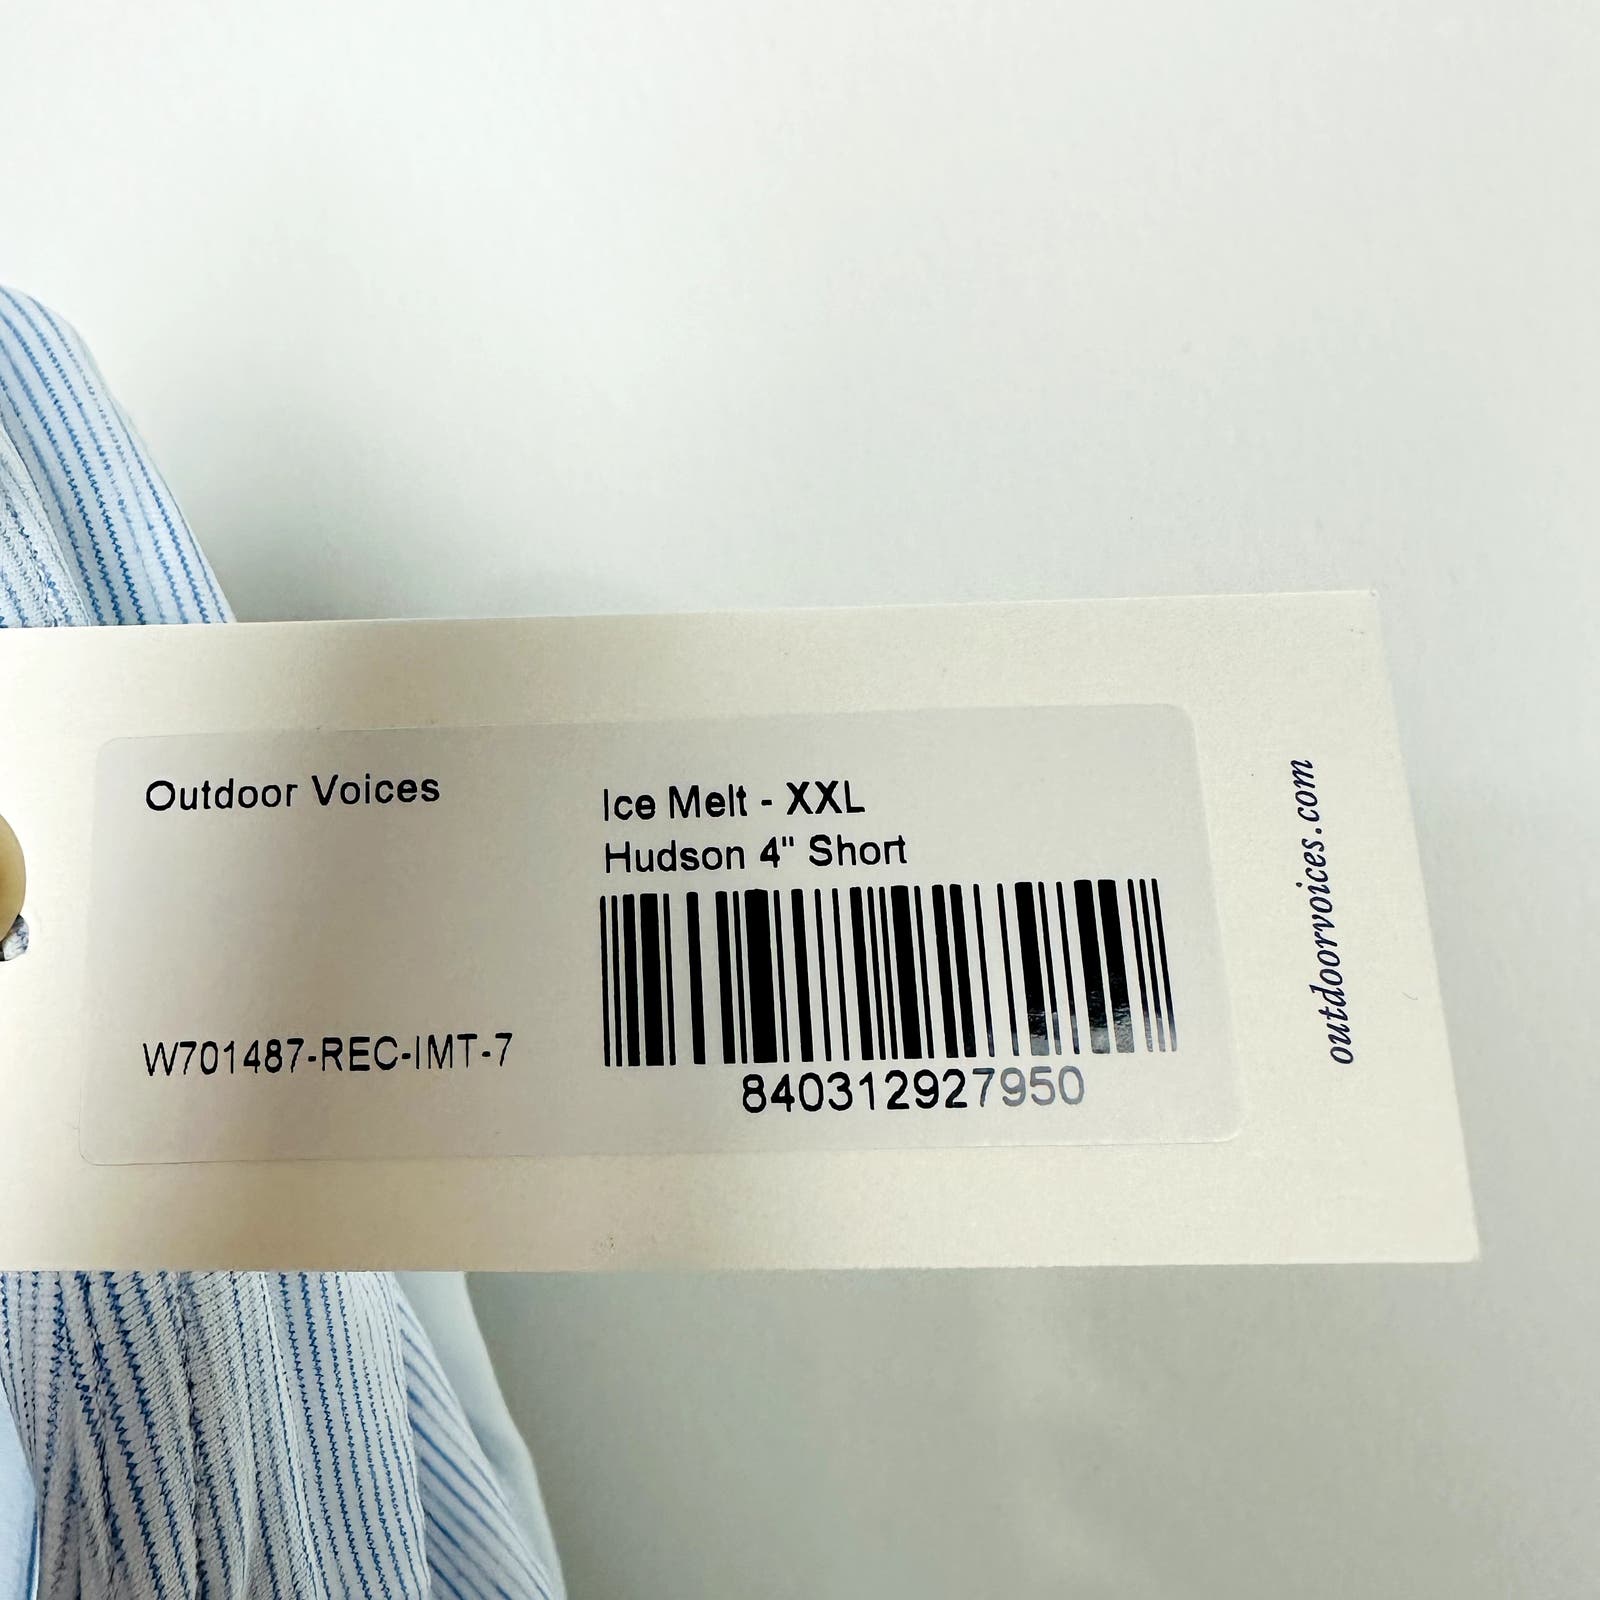 Outdoor Voices
Ice Melt - XXL
Hudson 4" Short
W701487-REC-IMT-7
840312927950
outdoorvoices.com